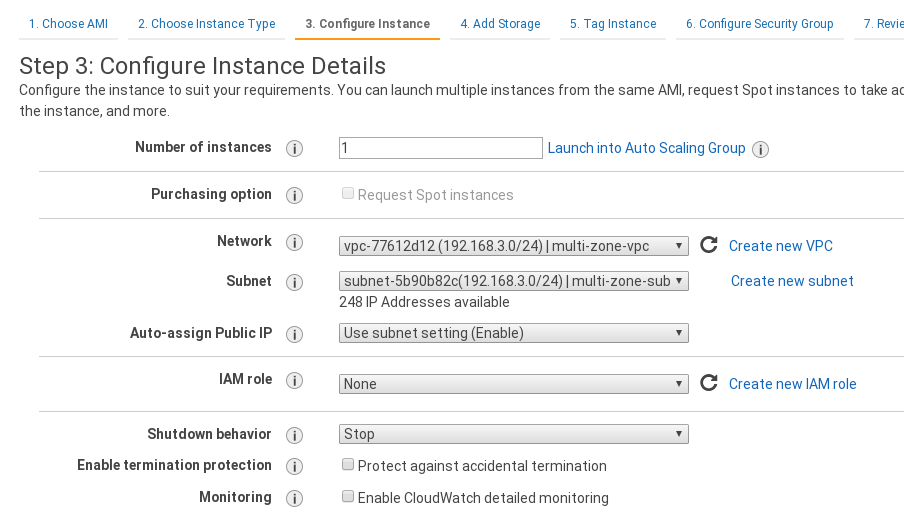 1. Choose AMI 2. Choose Instance Type 3. Configure Instance 4. Add Storage 5. Tag Instance 6. Configure Security Group 7.
Step 3: Configure Instance Details
Configure the instance to suit your requirements. You can launch multiple instances from the same AMI, request Spot instances to take
the instance, and more.
Number of instances 1 Launch into Auto Scaling Group
Purchasing option Request Spot instances
Network vpc-77612d12 (192.168.3.0/24) | multi-zone-vpc Create new VPC
Subnet subnet-5b90b82c(192.168.3.0/24) | multi-zone-sub Create new subnet
248 IP Addresses available
Auto-assign Public IP Use subnet setting (Enable)
IAM role None Create new IAM role
Shutdown behavior Stop
Enable termination protection Protect against accidental termination
Monitoring Enable CloudWatch detailed monitoring